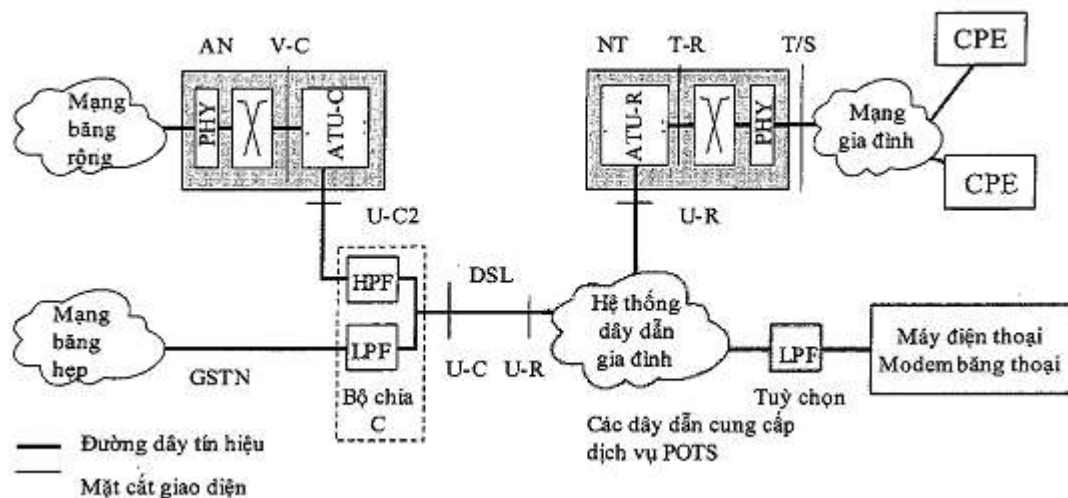 AN
V-C
NT
T-R
T/S
CPE
Mạng
băng
rộng
PHY
ATU-C
ATU-R
PHY
Mạng
gia đình
CPE
U-C2
U-R
HPF
DSL
Mạng
băng
hẹp
LPF
GSTN
U-C
U-R
Hệ thống
dây dẫn
gia đình
LPF
Máy điện thoại
Modem băng thoại
Bộ chia
C
Tuỳ chọn
Các dây dẫn cung cấp
dịch vụ POTS
Đường dây tín hiệu
Mặt cắt giao diện